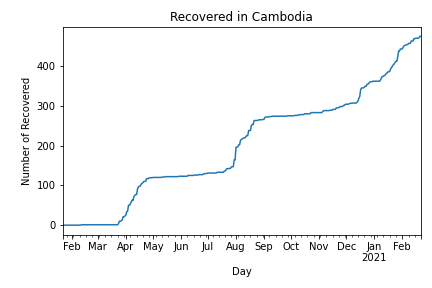 Recovered in Cambodia
Number of Recovered
400
300
200
100
0
Feb Mar Apr May Jun Jul Aug Sep Oct Nov Dec Jan Feb
2021
Day